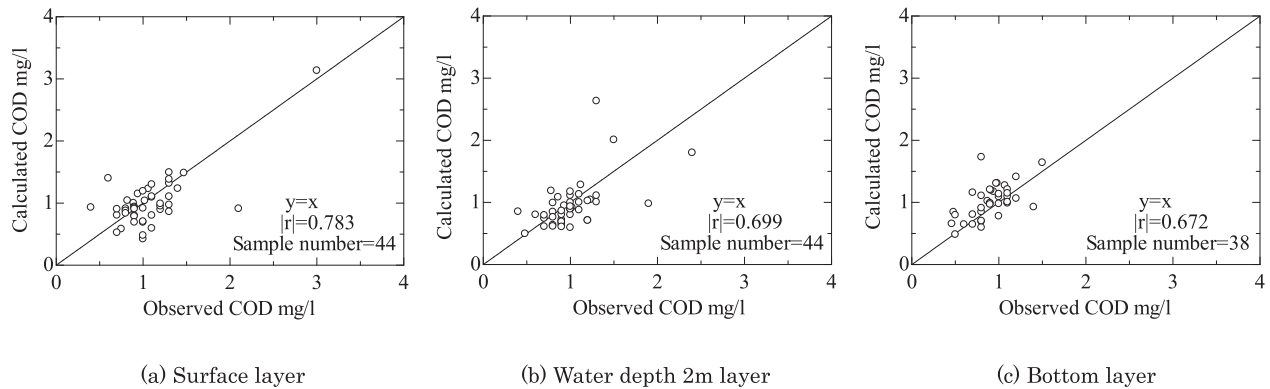 4
3
2
1
0
0 1 2 3 4
Calculated COD mg/l
Observed COD mg/l
y=x
|r|=0.783
Sample number=44
(a) Surface layer
4
3
2
1
0
0 1 2 3 4
Calculated COD mg/l
Observed COD mg/l
y=x
|r|=0.699
Sample number=44
(b) Water depth 2m layer
4
3
2
1
0
0 1 2 3 4
Calculated COD mg/l
Observed COD mg/l
y=x
|r|=0.672
Sample number=38
(c) Bottom layer